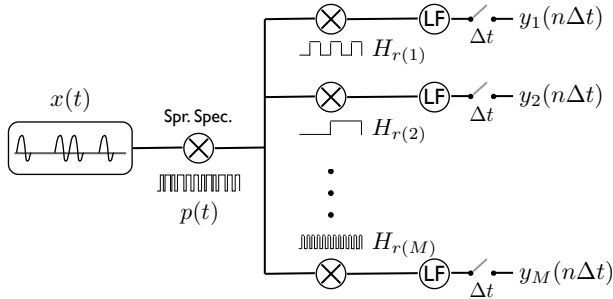 x(t)
Spr. Spec.
p(t)
H_{r(1)}
LF
Δt
y_1(nΔt)
H_{r(2)}
LF
Δt
y_2(nΔt)
H_{r(M)}
LF
Δt
y_M(nΔt)